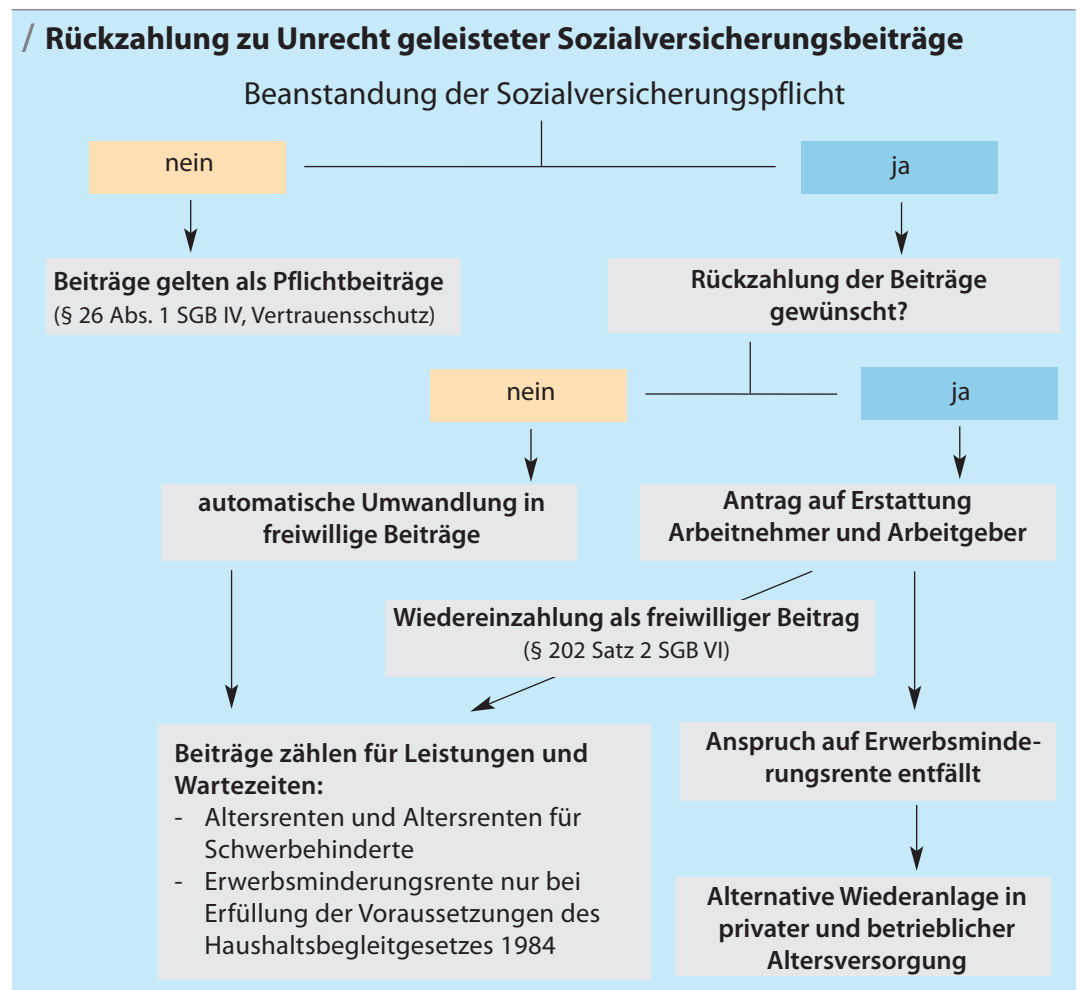 / Rückzahlung zu Unrecht geleisteter Sozialversicherungsbeiträge
Beanstandung der Sozialversicherungspflicht
nein
ja
Beiträge gelten als Pflichtbeiträge
(§ 26 Abs. 1 SGB IV, Vertrauensschutz)
Rückzahlung der Beiträge
gewünscht?
nein
ja
automatische Umwandlung in
freiwillige Beiträge
Antrag auf Erstattung
Arbeitnehmer und Arbeitgeber
Wiedereinzahlung als freiwilliger Beitrag
(§ 202 Satz 2 SGB VI)
Beiträge zählen für Leistungen und
Wartezeiten:
- Altersrenten und Altersrenten für
Schwerbehinderte
- Erwerbsminderungsrente nur bei
Erfüllung der Voraussetzungen des
Haushaltsbegleitgesetzes 1984
Anspruch auf Erwerbsminde-
rungsrente entfällt
Alternative Wiederanlage in
privater und betrieblicher
Altersversorgung